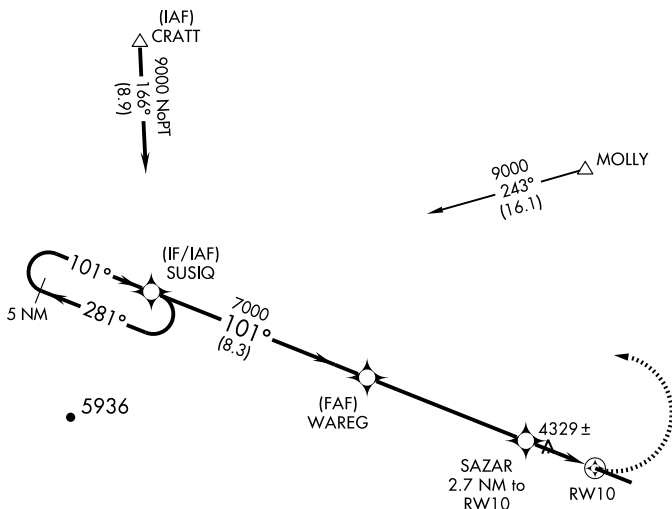 (IAF)
CRATT
9000 NoPT
166°
(8.9)
MOLLY
9000
243°
(16.1)
(IF/IAF)
SUSIQ
101°
281°
5 NM
7000
101°
(8.3)
5936
(FAF)
WAREG
4329 ±
SAZAR
2.7 NM to
RW10
RW10